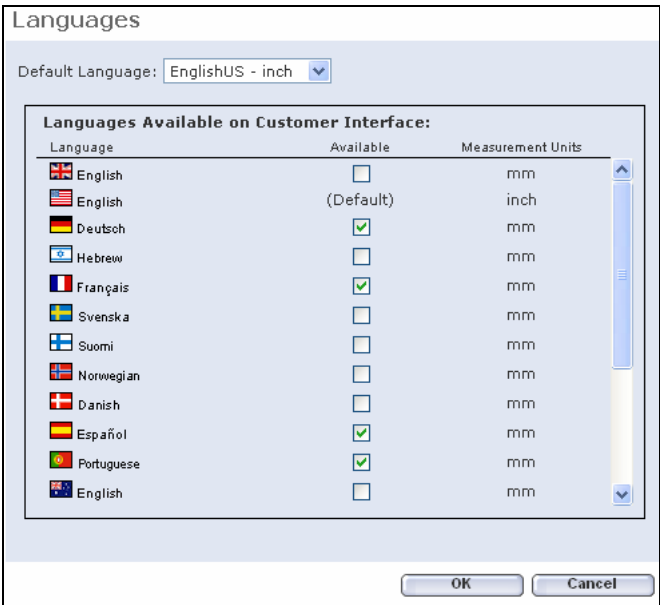 Languages
Default Language: EnglishUS - inch
Languages Available on Customer Interface:
Language Available Measurement Units
English mm
English (Default) inch
Deutsch mm
Hebrew mm
Français mm
Svenska mm
Suomi mm
Norwegian mm
Danish mm
Español mm
Portuguese mm
English mm
OK Cancel